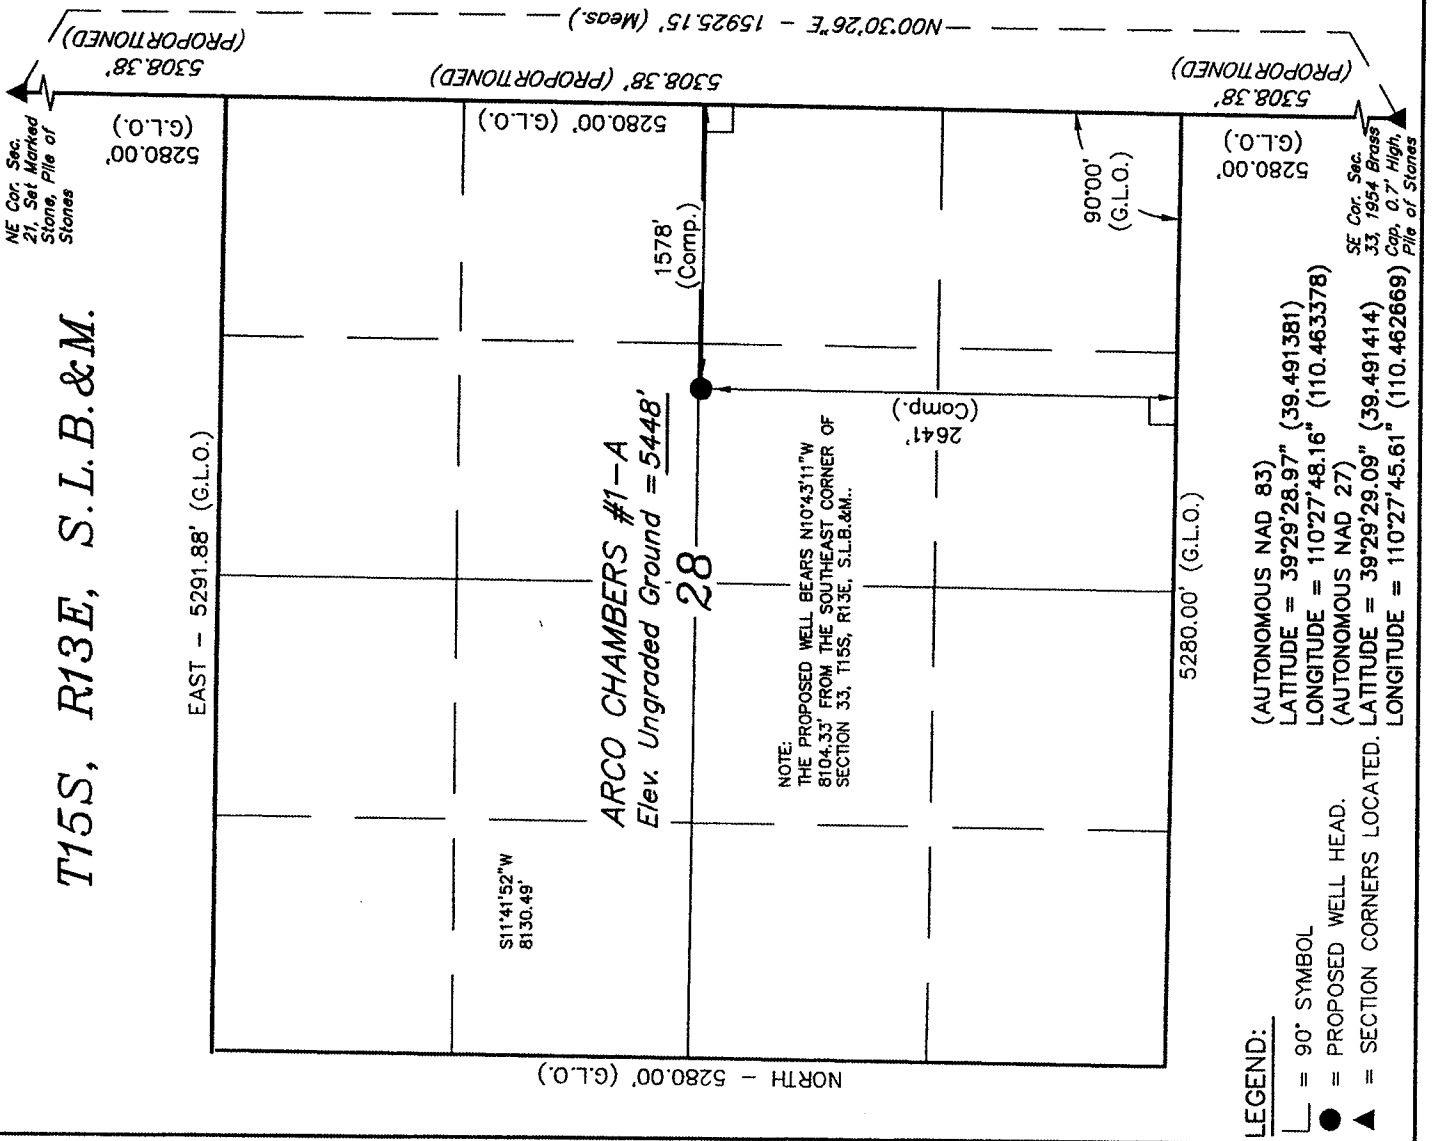 T15S, R13E, S.L.B.&M.
N00°30'26"E - 15925.15' (Meas.)
NE Cor. Sec.
21, Set Marked
Stone, Pile of
Stones
5308.38'
(PROPORTIONED)
5280.00'
(G.L.O.)
5308.38' (PROPORTIONED)
5280.00' (G.L.O.)
5308.38'
(PROPORTIONED)
5280.00'
(G.L.O.)
SE Cor. Sec.
33, 1954 Brass
Cap, 0.7' High,
Pile of Stones
EAST - 5291.88' (G.L.O.)
1578'
(Comp.)
90°00'
(G.L.O.)
ARCO CHAMBERS #1-A
Elev. Ungraded Ground = 5448'
28
2641'
(Comp.)
NOTE:
THE PROPOSED WELL BEARS N10°43'11"W
8104.33' FROM THE SOUTHEAST CORNER OF
SECTION 33, T15S, R13E, S.L.B.&M..
S11°41'52"W
8130.49'
NORTH - 5280.00' (G.L.O.)
5280.00' (G.L.O.)
(AUTONOMOUS NAD 83)
LATITUDE = 39°29'28.97" (39.491381)
LONGITUDE = 110°27'48.16" (110.463378)
(AUTONOMOUS NAD 27)
LATITUDE = 39°29'29.09" (39.491414)
LONGITUDE = 110°27'45.61" (110.462669)
LEGEND:
= 90° SYMBOL
= PROPOSED WELL HEAD.
= SECTION CORNERS LOCATED.